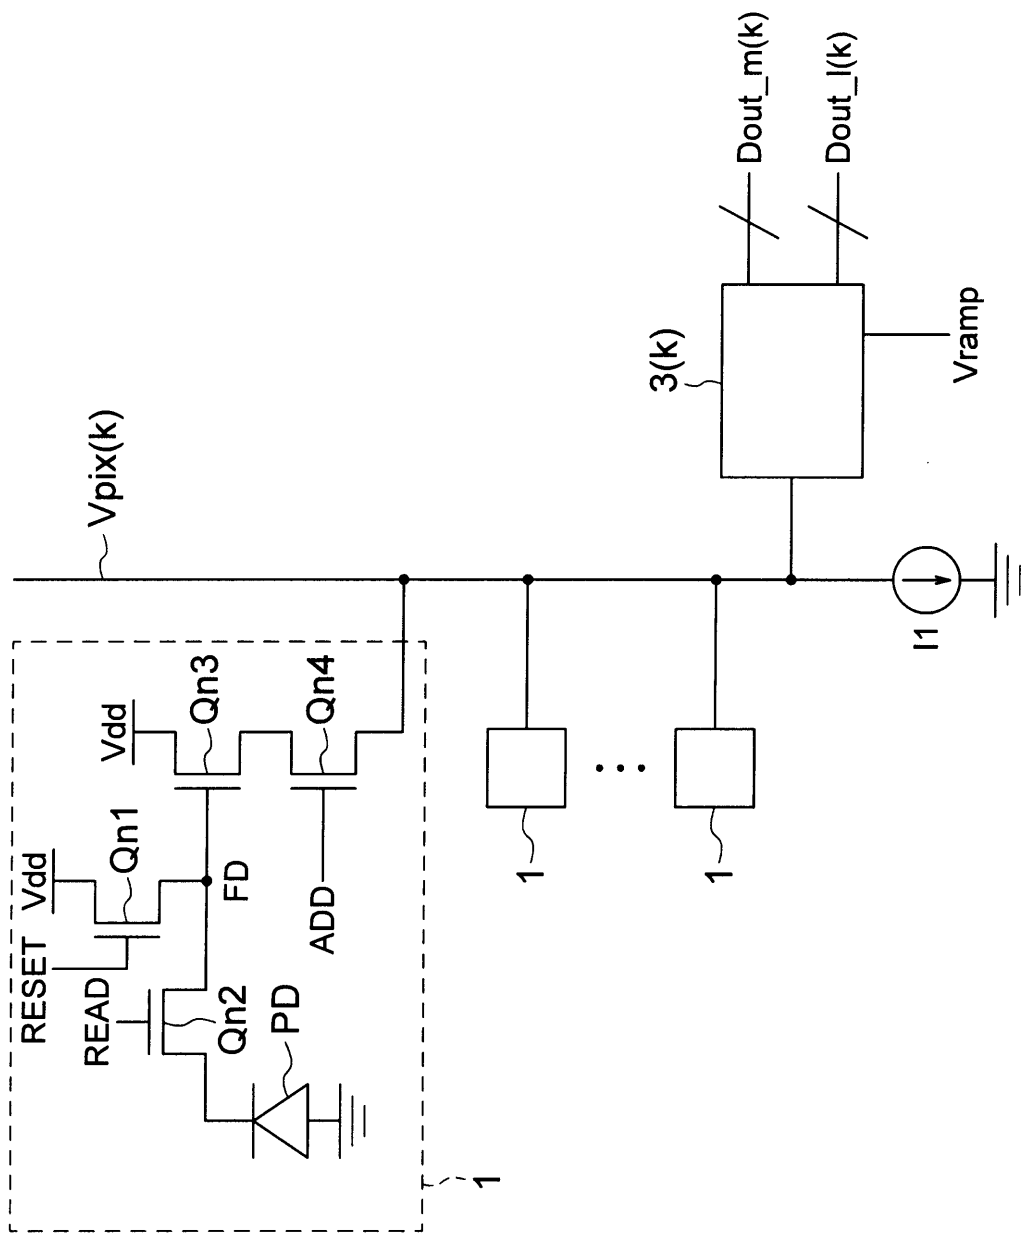 Vpix(k)
Vdd
Qn3
Qn4
Vdd
Qn1
FD
ADD
RESET
READ
Qn2
PD
1
1
1
I1
3(k)
Vramp
Dout_m(k)
Dout_l(k)